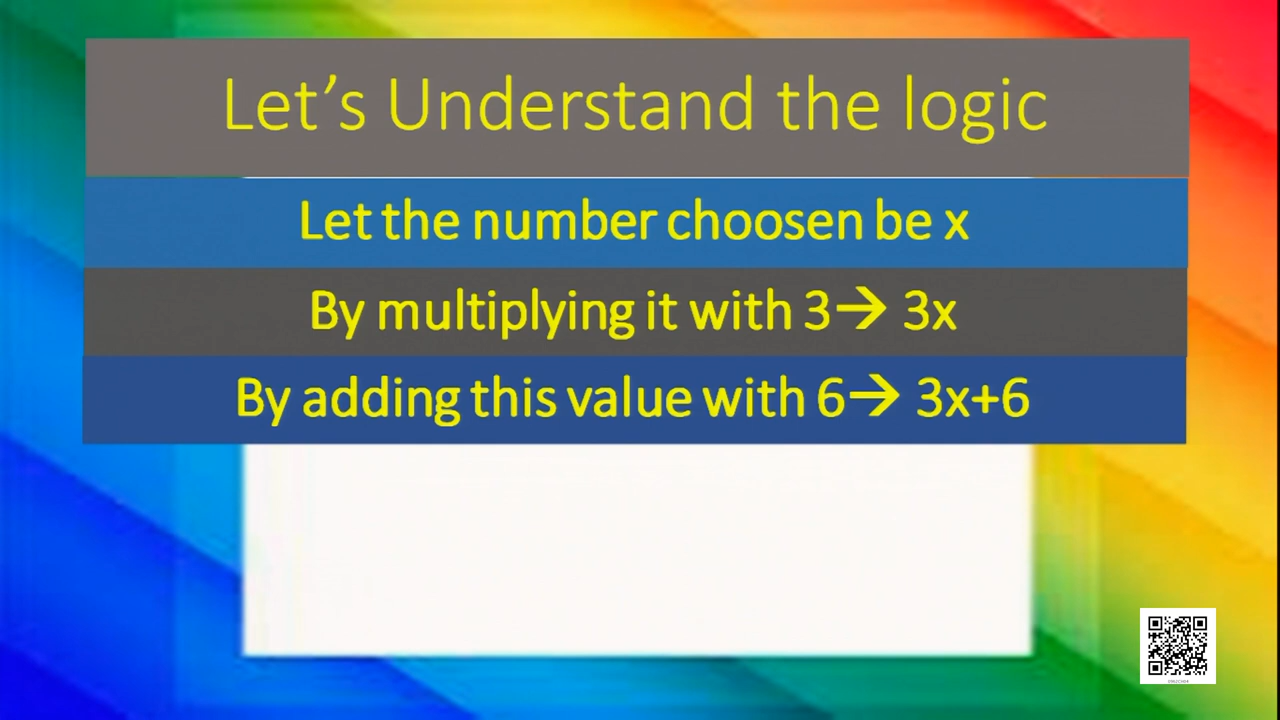 Let’s Understand the logic
Let the number choosen be x
By multiplying it with 3→ 3x
By adding this value with 6→ 3x+6